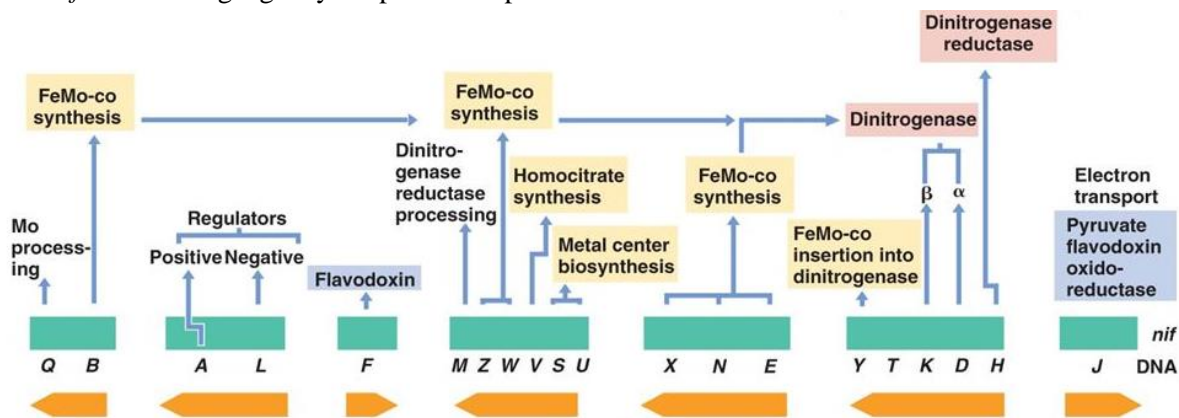 Dinitrogenase
reductase
FeMo-co
synthesis
FeMo-co
synthesis
Dinitrogenase
Dinitro-
genase
reductase
processing
Homocitrate
synthesis
FeMo-co
synthesis
β α
Electron
transport
Mo
process-
ing
Regulators
Positive Negative
Flavodoxin
Metal center
biosynthesis
FeMo-co
insertion into
dinitrogenase
Pyruvate
flavodoxin
oxido-
reductase
nif
Q B A L F M Z W V S U X N E Y T K D H J DNA